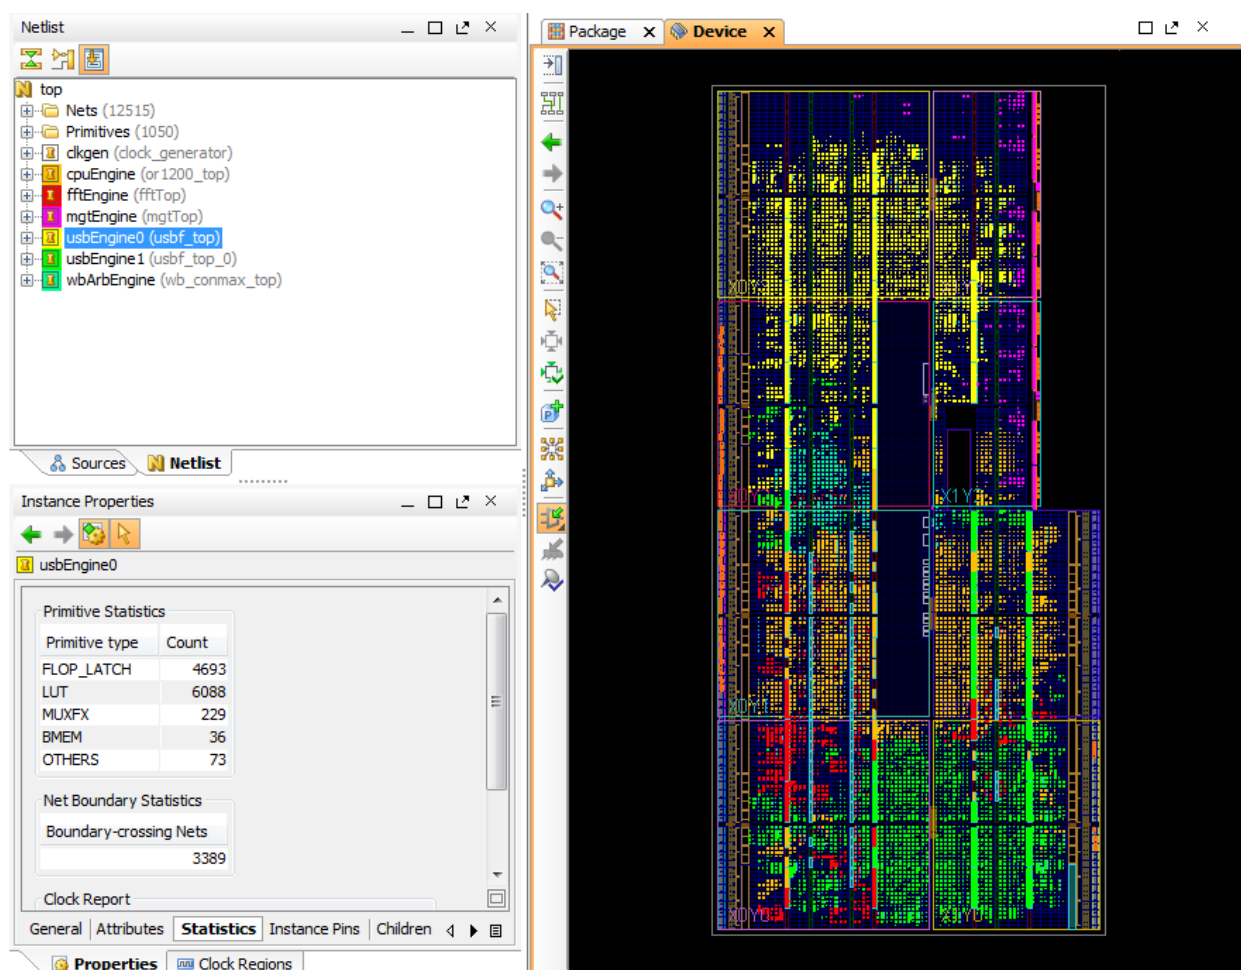 Netlist
top
Nets (12515)
Primitives (1050)
clkgen (clock_generator)
cpuEngine (or1200_top)
fftEngine (fftTop)
mgtEngine (mgtTop)
usbEngine0 (usbf_top)
usbEngine1 (usbf_top_0)
wbArbEngine (wb_conmax_top)
Sources Netlist
Instance Properties
usbEngine0
Primitive Statistics
Primitive type Count
FLOP_LATCH 4693
LUT 6088
MUXFX 229
BMEM 36
OTHERS 73
Net Boundary Statistics
Boundary-crossing Nets
3389
Clock Report
General Attributes Statistics Instance Pins Children
Properties Clock Regions
Package Device
X0Y1
X0Y0